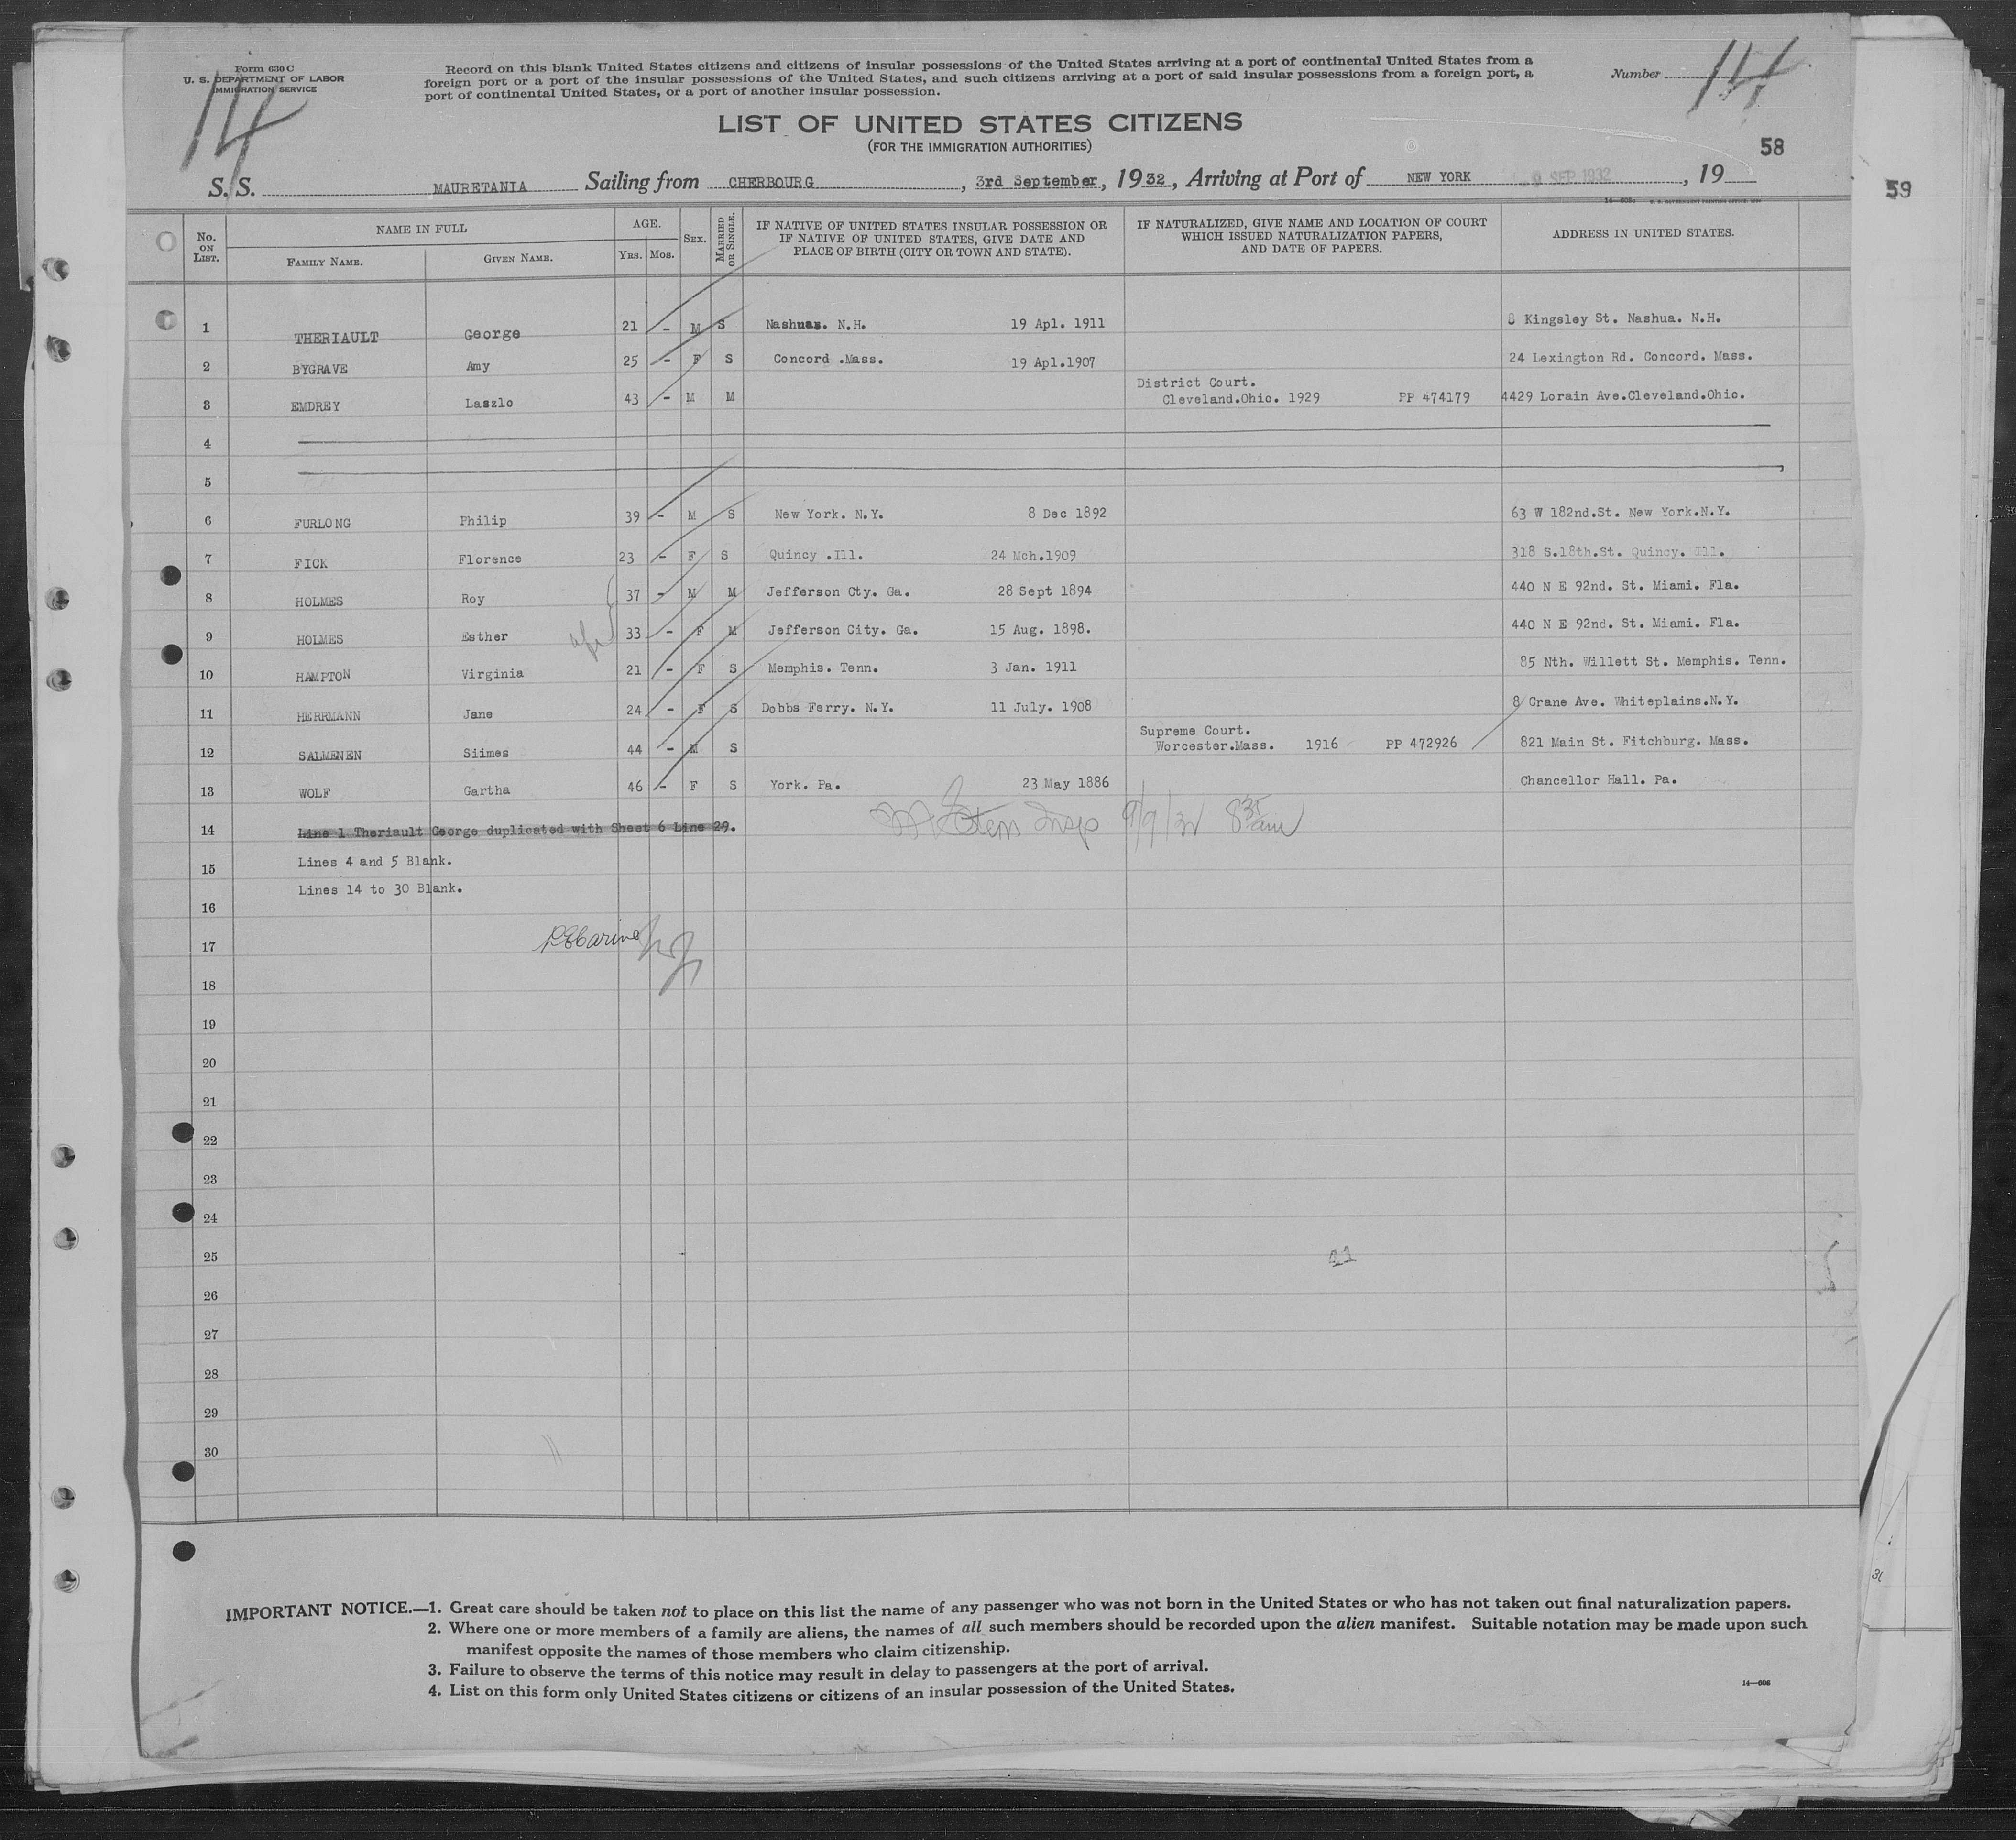 Form 630 C
U. S. DEPARTMENT OF LABOR
IMMIGRATION SERVICE
14
Record on this blank United States citizens and citizens of insular possessions of the United States arriving at a port of continental United States from a
foreign port or a port of the insular possessions of the United States, and such citizens arriving at a port of said insular possessions from a foreign port, a
port of continental United States, or a port of another insular possession.
Number 14
LIST OF UNITED STATES CITIZENS
(FOR THE IMMIGRATION AUTHORITIES)
58
59
S. S. MAURETANIA Sailing from CHERBOURG, 3rd September, 1932, Arriving at Port of NEW YORK 9 SEP 1932, 19
No. ON LIST. NAME IN FULL FAMILY NAME. GIVEN NAME. AGE. YRS. MOS. SEX. MARRIED OR SINGLE. IF NATIVE OF UNITED STATES INSULAR POSSESSION OR IF NATIVE OF UNITED STATES, GIVE DATE AND PLACE OF BIRTH (CITY OR TOWN AND STATE). IF NATURALIZED, GIVE NAME AND LOCATION OF COURT WHICH ISSUED NATURALIZATION PAPERS, AND DATE OF PAPERS. ADDRESS IN UNITED STATES.
1 THERIAULT George 21 - M S Nashua. N.H. 19 Apl. 1911 8 Kingsley St. Nashua. N.H.
2 BYGRAVE Amy 25 - F S Concord .Mass. 19 Apl.1907 24 Lexington Rd. Concord. Mass.
3 EMDREY Laszlo 43 - M M District Court. Cleveland.Ohio. 1929 PP 474179 4429 Lorain Ave.Cleveland.Ohio.
4
5
6 FURLONG Philip 39 - M S New York. N.Y. 8 Dec 1892 63 W 182nd.St. New York.N.Y.
7 FICK Florence 23 - F S Quincy .Ill. 24 Mch.1909 318 S.18th.St. Quincy. Ill.
8 HOLMES Roy 37 - M M Jefferson Cty. Ga. 28 Sept 1894 440 N E 92nd. St. Miami. Fla.
9 HOLMES Esther 33 - F M Jefferson City. Ga. 15 Aug. 1898. 440 N E 92nd. St. Miami. Fla.
10 HAMPTON Virginia 21 - F S Memphis. Tenn. 3 Jan. 1911 85 Nth. Willett St. Memphis. Tenn.
11 HERRMANN Jane 24 - F S Dobbs Ferry. N.Y. 11 July. 1908 8 Crane Ave. Whiteplains.N.Y.
12 SALMENEN Siimes 44 - M S Supreme Court. Worcester.Mass. 1916 PP 472926 821 Main St. Fitchburg. Mass.
13 WOLF Gartha 46 - F S York. Pa. 23 May 1886 Chancellor Hall. Pa.
Insp 9/9/32 8 35 am
14 Line 1 Theriault George duplicated with Sheet 6 Line 29.
15 Lines 4 and 5 Blank.
Lines 14 to 30 Blank.
16
17
18
19
20
21
22
23
24
25
26
27
28
29
30
IMPORTANT NOTICE.—1. Great care should be taken not to place on this list the name of any passenger who was not born in the United States or who has not taken out final naturalization papers.
2. Where one or more members of a family are aliens, the names of all such members should be recorded upon the alien manifest. Suitable notation may be made upon such
manifest opposite the names of those members who claim citizenship.
3. Failure to observe the terms of this notice may result in delay to passengers at the port of arrival.
4. List on this form only United States citizens or citizens of an insular possession of the United States.
14—608